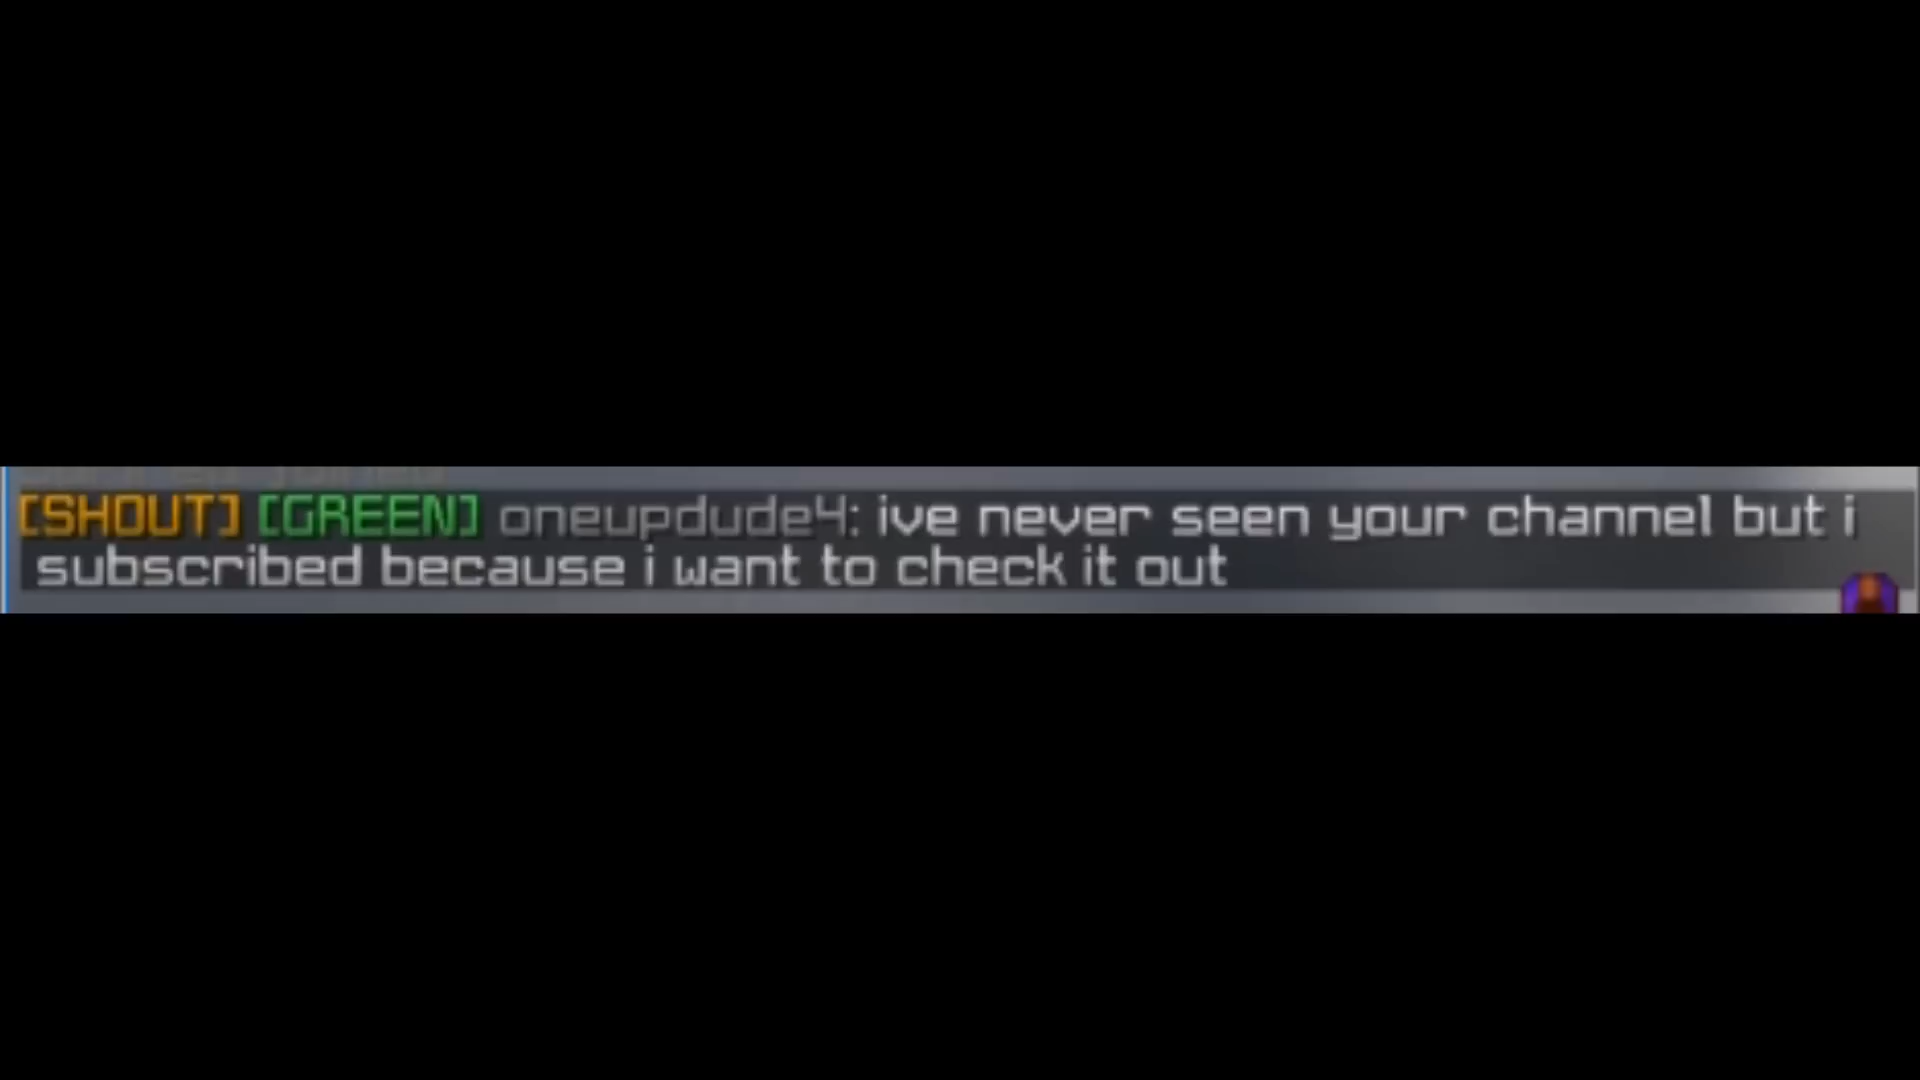 [SHOUT] [GREEN] oneupdude4: ive never seen your channel but i
subscribed because i want to check it out